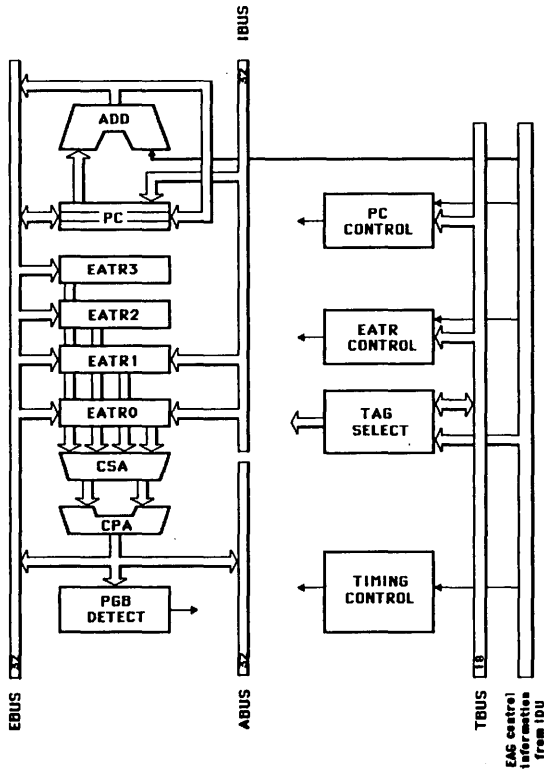 IBUS
32
ADD
PC
EATR3
EATR2
EATR1
EATR0
CSA
CPA
PGB
DETECT
EBUS
32
ABUS
32
PC
CONTROL
EATR
CONTROL
TAG
SELECT
TIMING
CONTROL
TBUS
18
EAG control
information
from IDU